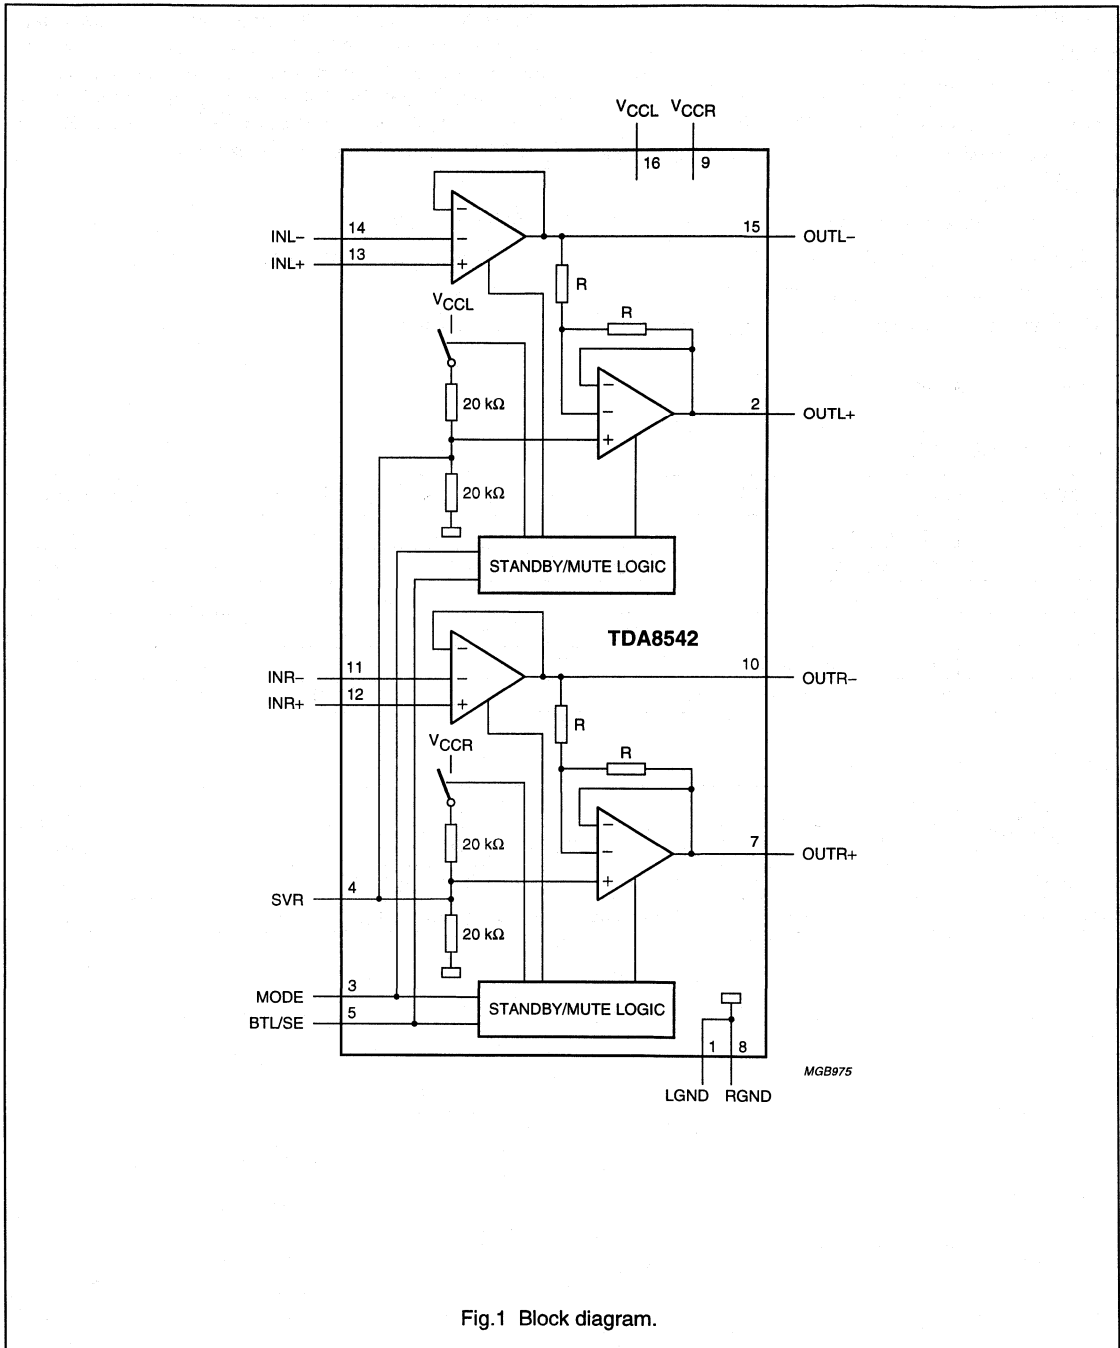 VCCL VCCR
16 9
INL− 14
INL+ 13
15 OUTL−
R
VCCL
R
20 kΩ
2 OUTL+
20 kΩ
STANDBY/MUTE LOGIC
TDA8542
INR− 11
INR+ 12
10 OUTR−
R
VCCR
R
20 kΩ
7 OUTR+
SVR 4
20 kΩ
MODE 3
STANDBY/MUTE LOGIC
BTL/SE 5
1 8
LGND RGND
MGB975
Fig.1 Block diagram.